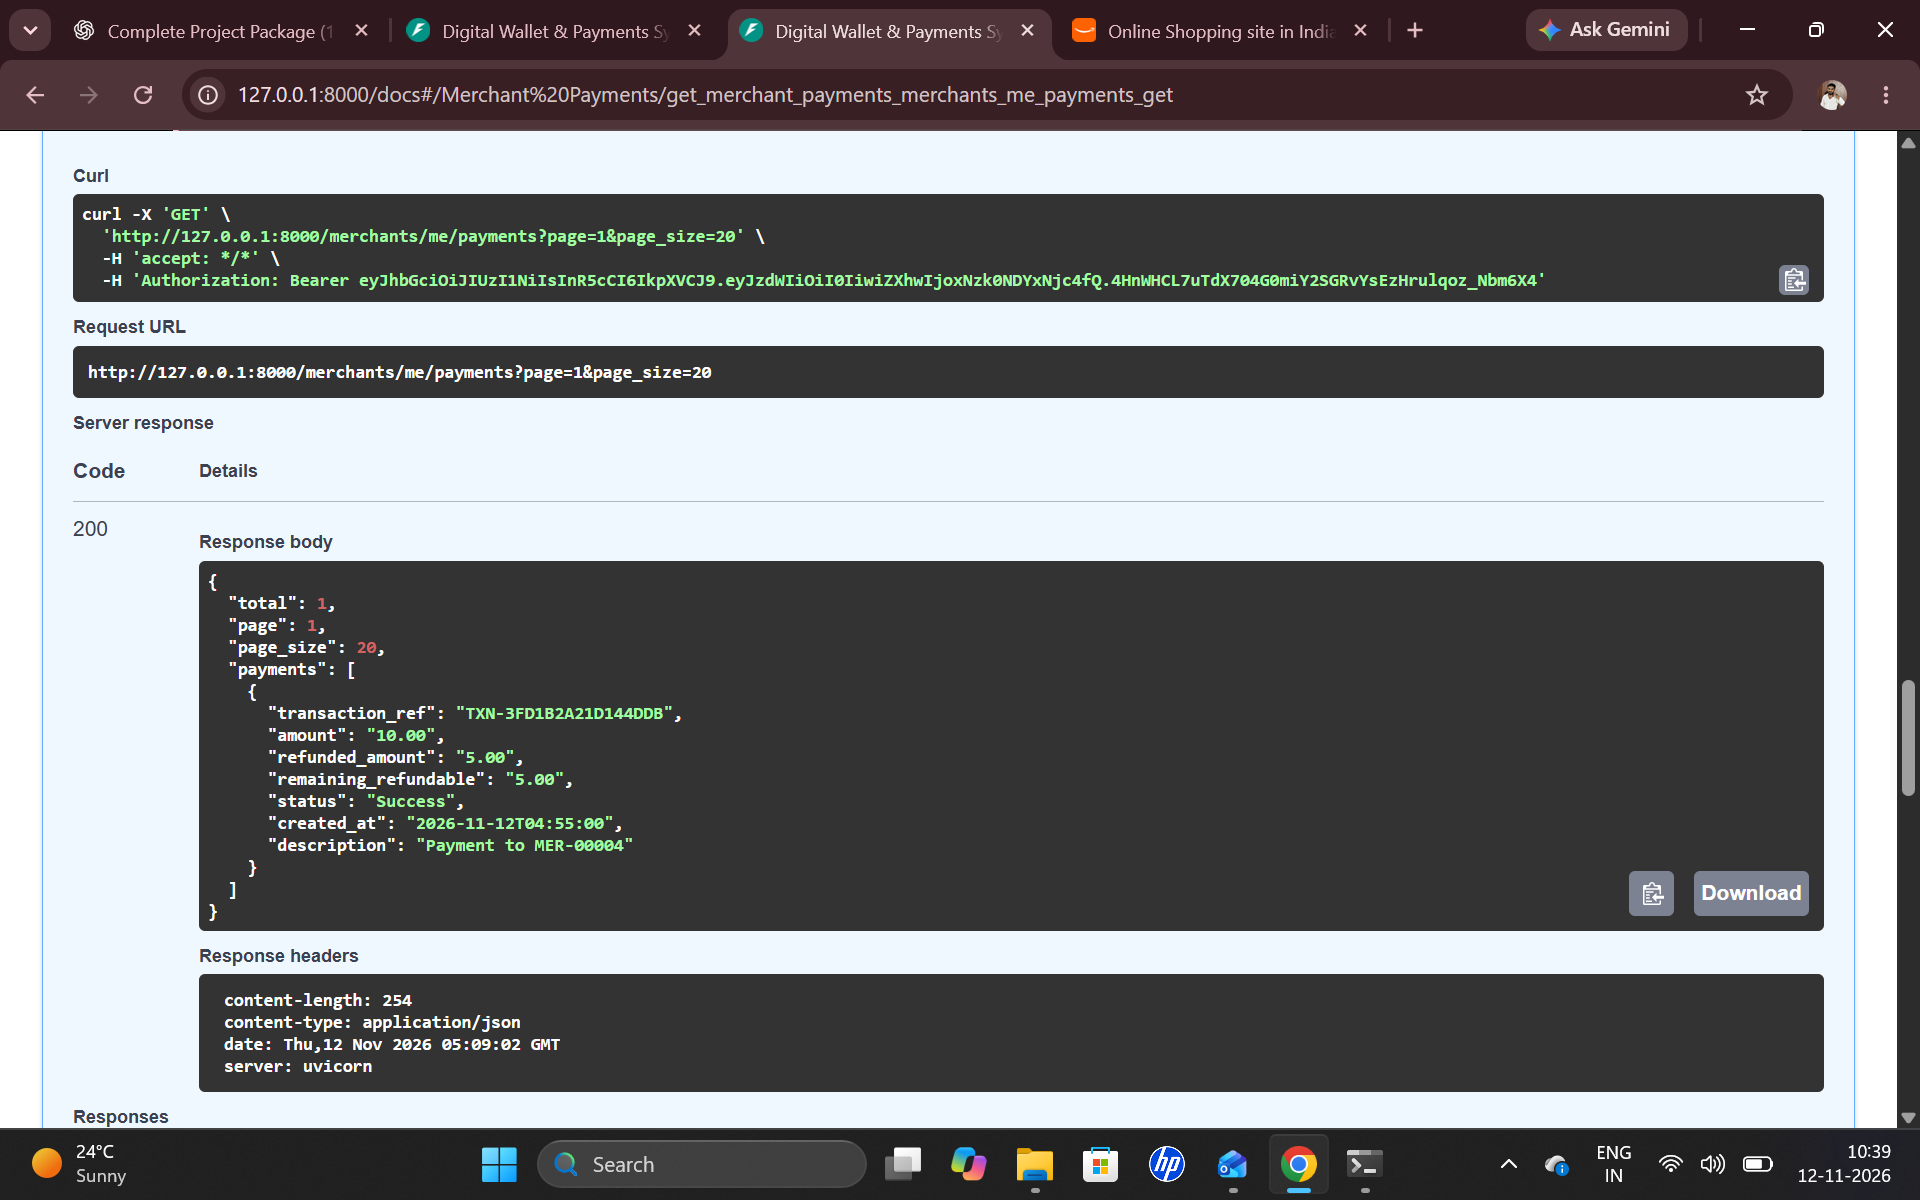 Complete Project Package (1
Digital Wallet & Payments Sy
Digital Wallet & Payments Sy
Online Shopping site in India
Ask Gemini
127.0.0.1:8000/docs#/Merchant%20Payments/get_merchant_payments_merchants_me_payments_get
Curl
curl -X 'GET' \
'http://127.0.0.1:8000/merchants/me/payments?page=1&page_size=20' \
-H 'accept: */*' \
-H 'Authorization: Bearer eyJhbGciOiJIUzI1NiIsInR5cCI6IkpXVCJ9.eyJzdWIiOiI0IiwiZXhwIjoxNzk0NDYxNjc4fQ.4HnWHCL7uTdX704G0miY2SGRvYsEzHrulqoz_Nbm6X4'
Request URL
http://127.0.0.1:8000/merchants/me/payments?page=1&page_size=20
Server response
Code Details
200
Response body
{
"total": 1,
"page": 1,
"page_size": 20,
"payments": [
{
"transaction_ref": "TXN-3FD1B2A21D144DDB",
"amount": "10.00",
"refunded_amount": "5.00",
"remaining_refundable": "5.00",
"status": "Success",
"created_at": "2026-11-12T04:55:00",
"description": "Payment to MER-00004"
}
]
}
Download
Response headers
content-length: 254
content-type: application/json
date: Thu,12 Nov 2026 05:09:02 GMT
server: uvicorn
Responses
24°C
Sunny
Search
hp
ENG
IN
10:39
12-11-2026